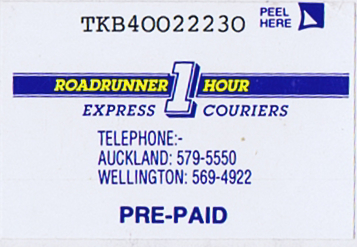 TKB40022230 PEEL HERE
ROADRUNNER 1 HOUR
EXPRESS COURIERS
TELEPHONE:-
AUCKLAND: 579-5550
WELLINGTON: 569-4922
PRE-PAID